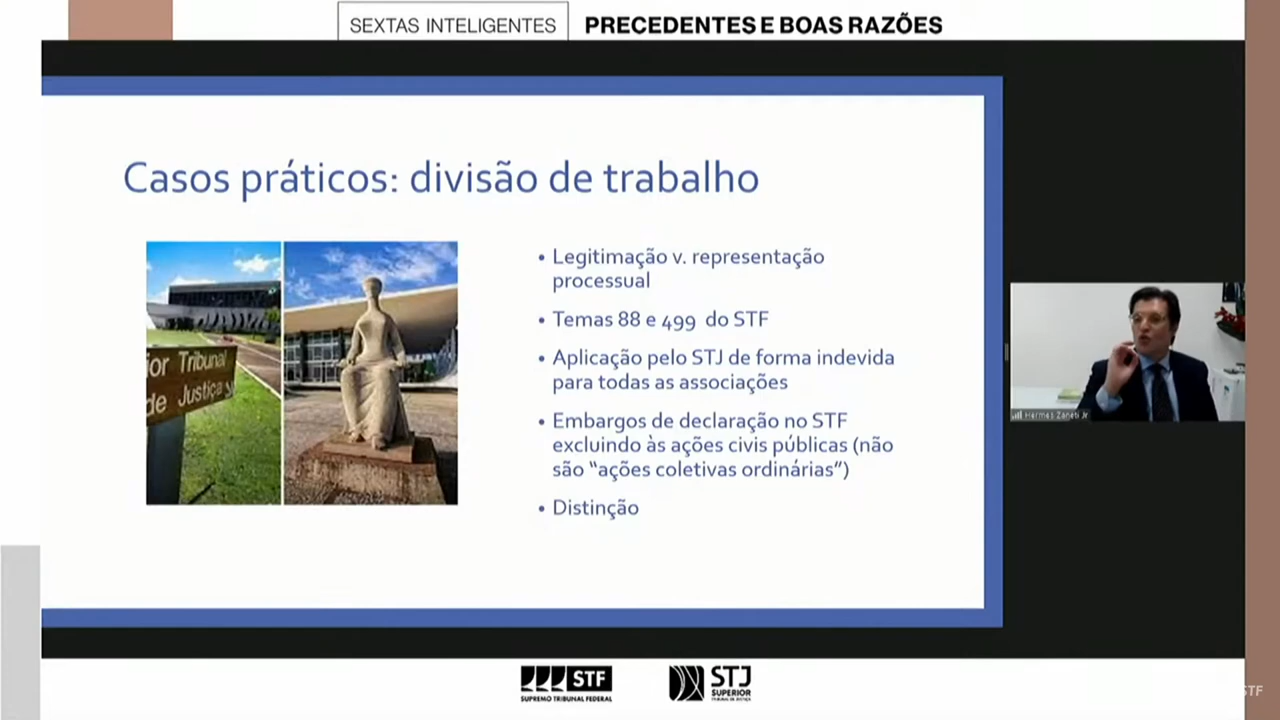 SEXTAS INTELIGENTES
PRECEDENTES E BOAS RAZÕES
Casos práticos: divisão de trabalho
ior Tribunal
de Justiça
• Legitimação v. representação
processual
• Temas 88 e 499 do STF
• Aplicação pelo STJ de forma indevida
para todas as associações
• Embargos de declaração no STF
excluindo às ações civis públicas (não
são “ações coletivas ordinárias”)
• Distinção
Hermes Zaneti Jr
STF
SUPREMO TRIBUNAL FEDERAL
STJ
SUPERIOR
TRIBUNAL DE JUSTIÇA
STF